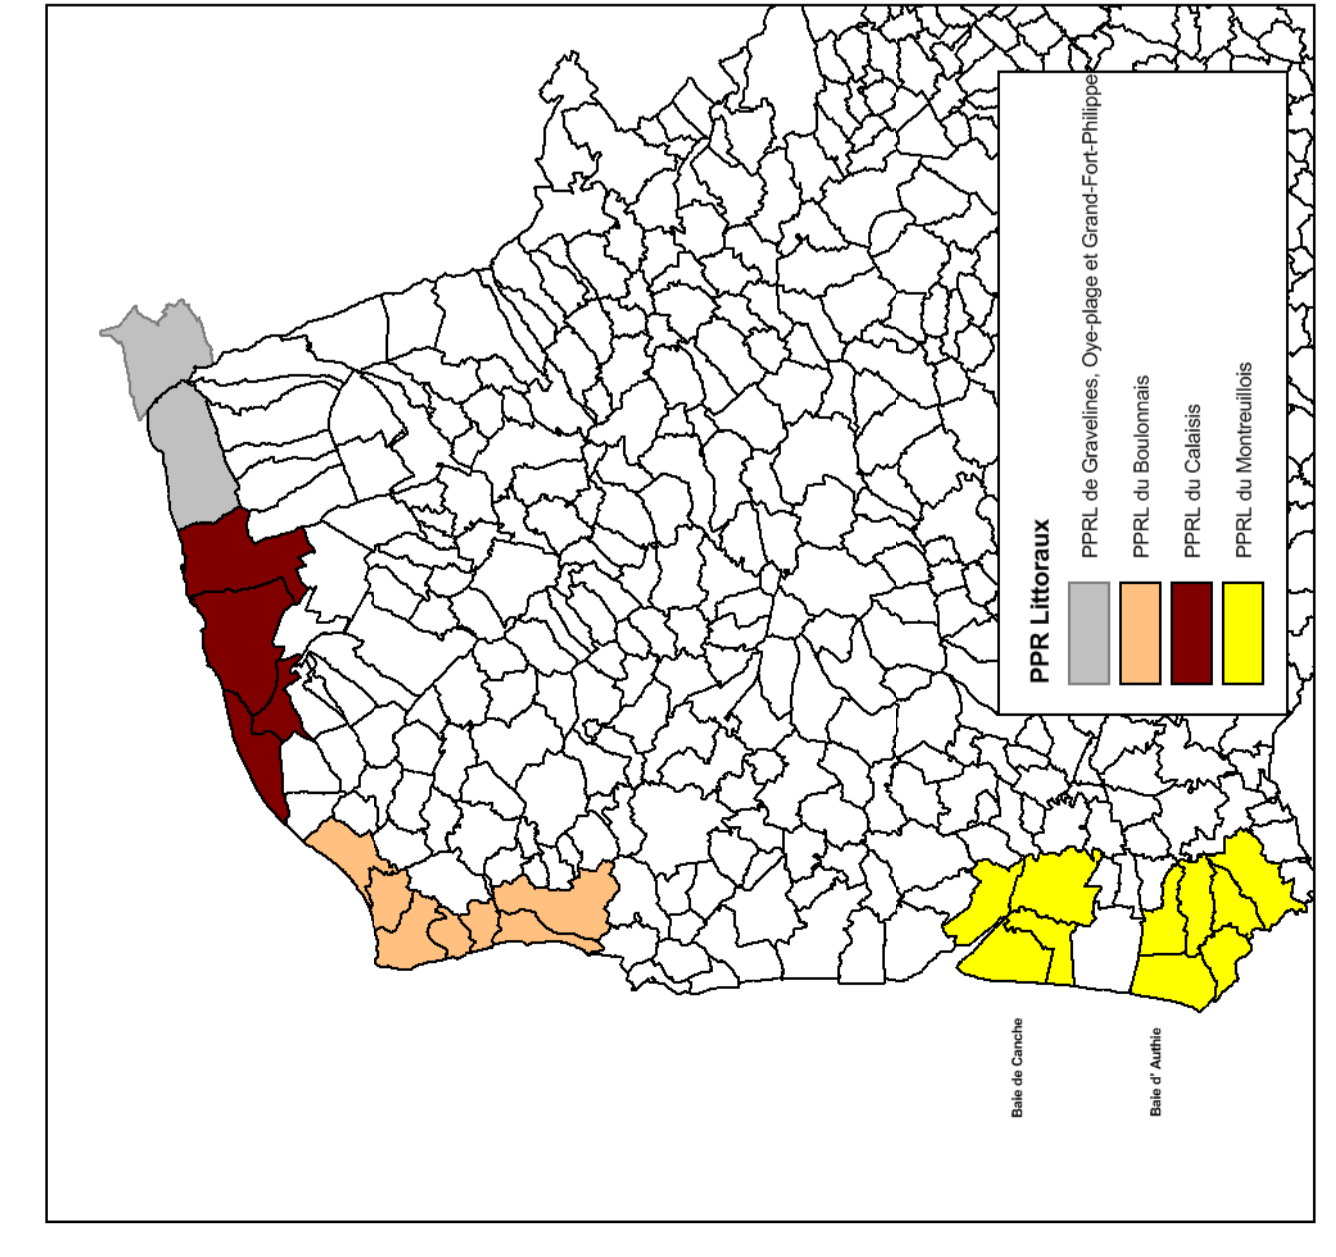 PPR Littoraux
PPRL de Gravelines, Oye-plage et Grand-Fort-Philippe
PPRL du Boulonnais
PPRL du Calaisis
PPRL du Montreuillois
Baie de Canche
Baie d' Authie